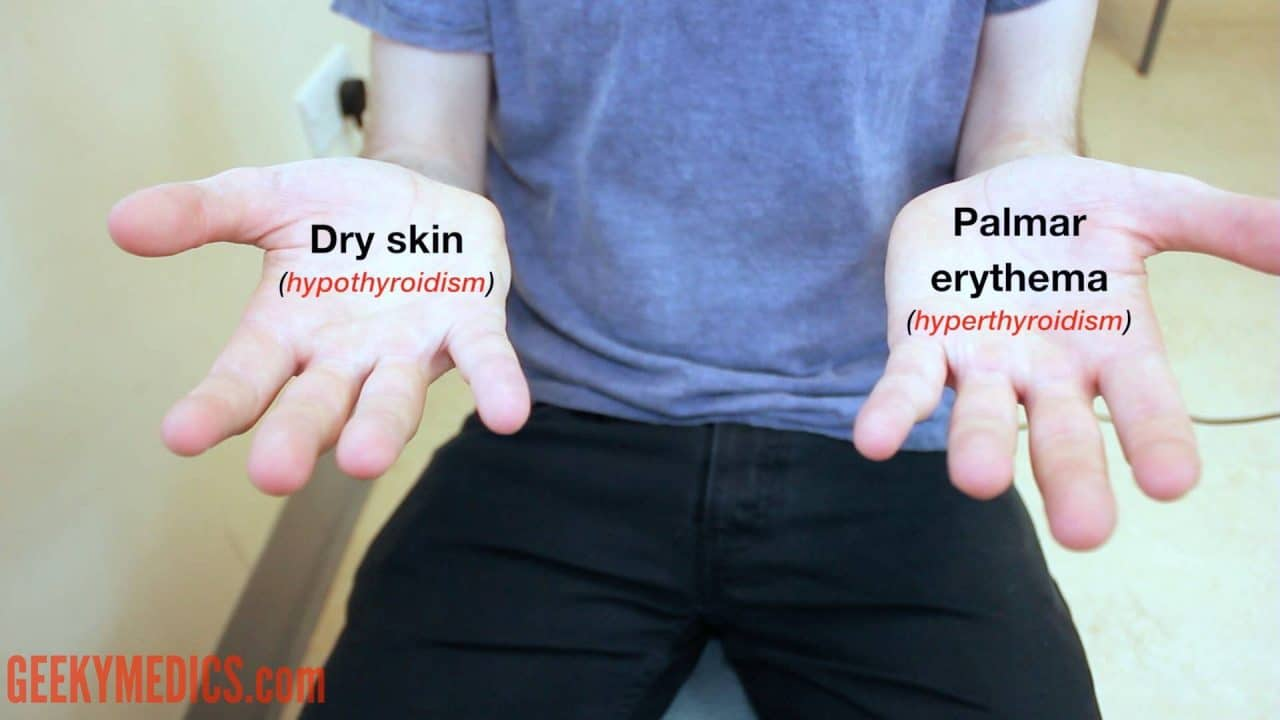 Dry skin
(hypothyroidism)
Palmar
erythema
(hyperthyroidism)
GEEKYMEDICS.com